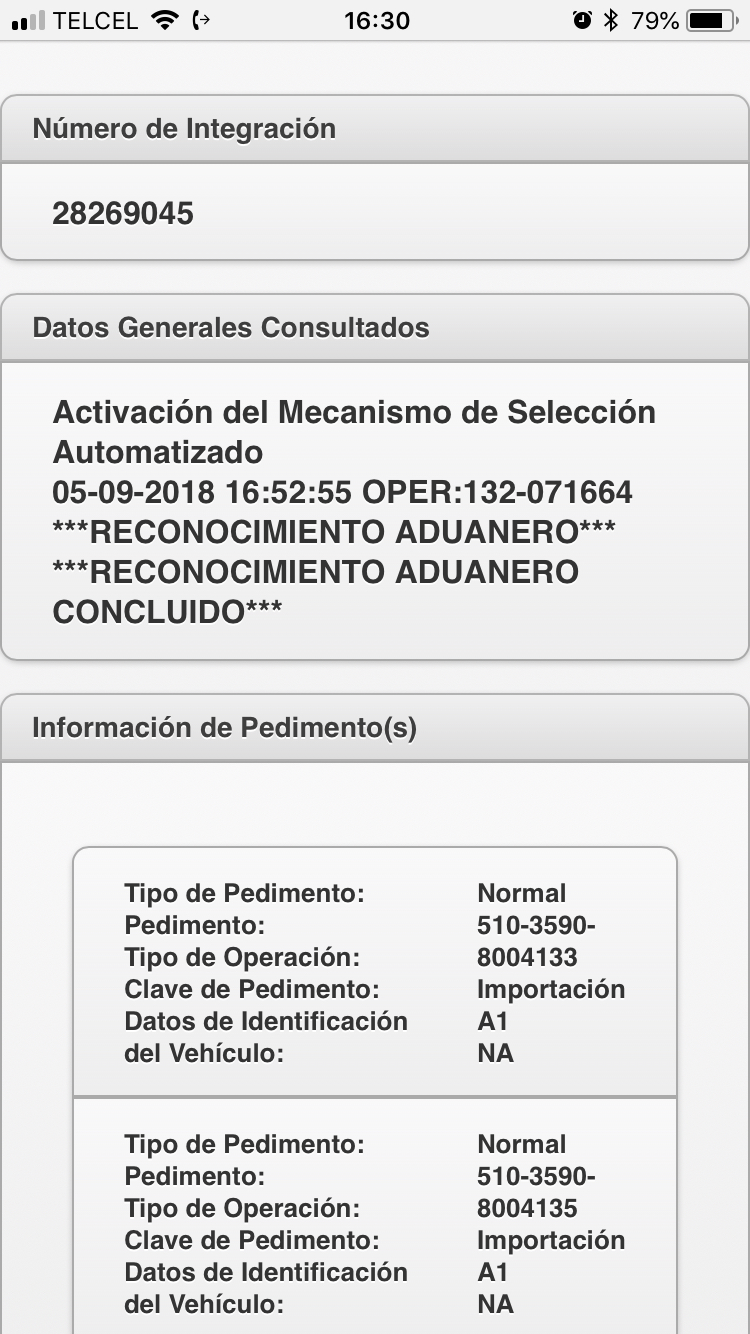 TELCEL 16:30 79%
Número de Integración
28269045
Datos Generales Consultados
Activación del Mecanismo de Selección
Automatizado
05-09-2018 16:52:55 OPER:132-071664
***RECONOCIMIENTO ADUANERO***
***RECONOCIMIENTO ADUANERO
CONCLUIDO***
Información de Pedimento(s)
Tipo de Pedimento: Normal
Pedimento: 510-3590-
Tipo de Operación: 8004133
Clave de Pedimento: Importación
Datos de Identificación A1
del Vehículo: NA
Tipo de Pedimento: Normal
Pedimento: 510-3590-
Tipo de Operación: 8004135
Clave de Pedimento: Importación
Datos de Identificación A1
del Vehículo: NA